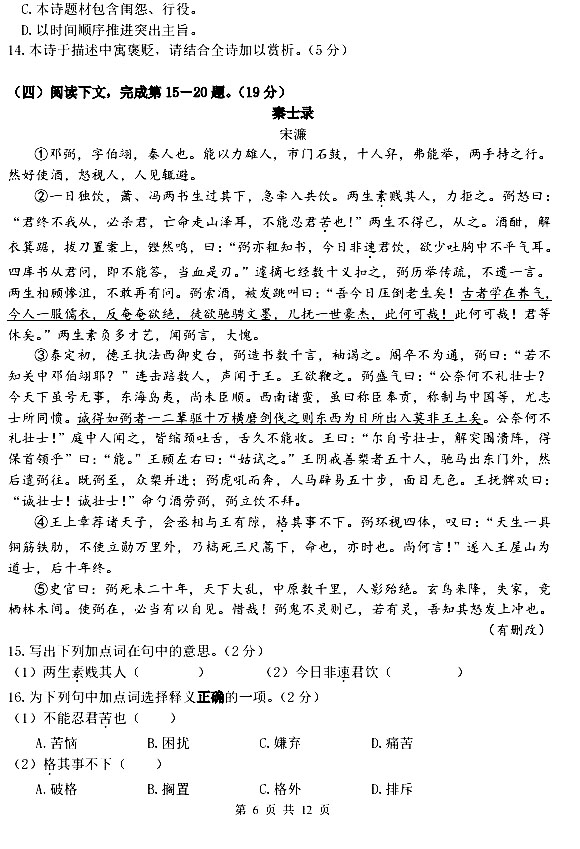 C.本诗题材包含闺怨、行役。
D.以时间顺序推进突出主旨。
14.本诗于描述中寓褒贬，请结合全诗加以赏析。（5分）
（四）阅读下文，完成第15—20题。（19分）
秦士录
宋濂
①邓弼，字伯翊，秦人也。能以力雄人，市门石鼓，十人舁，弗能举，两手持之行。
然好使酒，怒视人，人见辄避。
②一日独饮，萧、冯两书生过其下，急牵入共饮。两生素贱其人，力拒之。弼怒曰：
“君终不我从，必杀君，亡命走山泽耳，不能忍君苦也！”两生不得已，从之。酒酣，解
衣箕踞，拔刀置案上，铿然鸣，曰：“弼亦粗知书，今日非速君饮，欲少吐胸中不平气耳。
四库书从君问，即不能答，当血是刃。”遽摘七经数十义扣之，弼历举传疏，不遗一言。
两生相顾惨沮，不敢再有问。弼索酒，被发跳叫曰：“吾今日压倒老生矣！古者学在养气，
今人一服儒衣，反奄奄欲绝，徒欲驰骋文墨，儿抚一世豪杰，此何可哉！此何可哉！君等
休矣。”两生素负多才艺，闻弼言，大愧。
③泰定初，德王执法西御史台，弼造书数千言，袖谒之。阍卒不为通，弼曰：“若不
知关中邓伯翊耶？”连击踣数人，声闻于王。王欲鞭之。弼盛气曰：“公奈何不礼壮士？
今天下虽号无事，东海岛夷，尚未臣顺。西南诸蛮，虽曰称臣奉贡，称制与中国等，尤志
士所同愤。诚得如弼者一二辈驱十万横磨剑伐之则东西为日所出入莫非王土矣。公奈何不
礼壮士！”庭中人闻之，皆缩颈吐舌，舌久不能收。王曰：“尔自号壮士，解突围溃阵，得
保首领乎”曰：“能。”王顾左右曰：“姑试之。”王阴戒善槊者五十人，驰马出东门外，然
后遣弼往。既弼至，众槊并进；弼虎吼而奔，人马辟易五十步，面目无色。王抚髀欢曰：
“诚壮士！诚壮士！”命勺酒劳弼，弼立饮不拜。
④王上章荐诸天子，会丞相与王有隙，格其事不下。弼环视四体，叹曰：“天生一具
铜筋铁肋，不使立勋万里外，乃槁死三尺蒿下，命也，亦时也。尚何言！”遂入王屋山为
道士，后十年终。
⑤史官曰：弼死未二十年，天下大乱，中原数千里，人影殆绝。玄鸟来降，失家，竞
栖林木间。使弼在，必当有以自见。惜哉！弼鬼不灵则已，若有灵，吾知其怒发上冲也。
（有删改）
15.写出下列加点词在句中的意思。（2分）
（1）两生素贱其人（　　　）　（2）今日非速君饮（　　　）
16.为下列句中加点词选择释义正确的一项。（2分）
（1）不能忍君苦也（　　）
A.苦恼　B.困扰　C.嫌弃　D.痛苦
（2）格其事不下（　　）
A.破格　B.搁置　C.格外　D.排斥
第 6 页 共 12 页